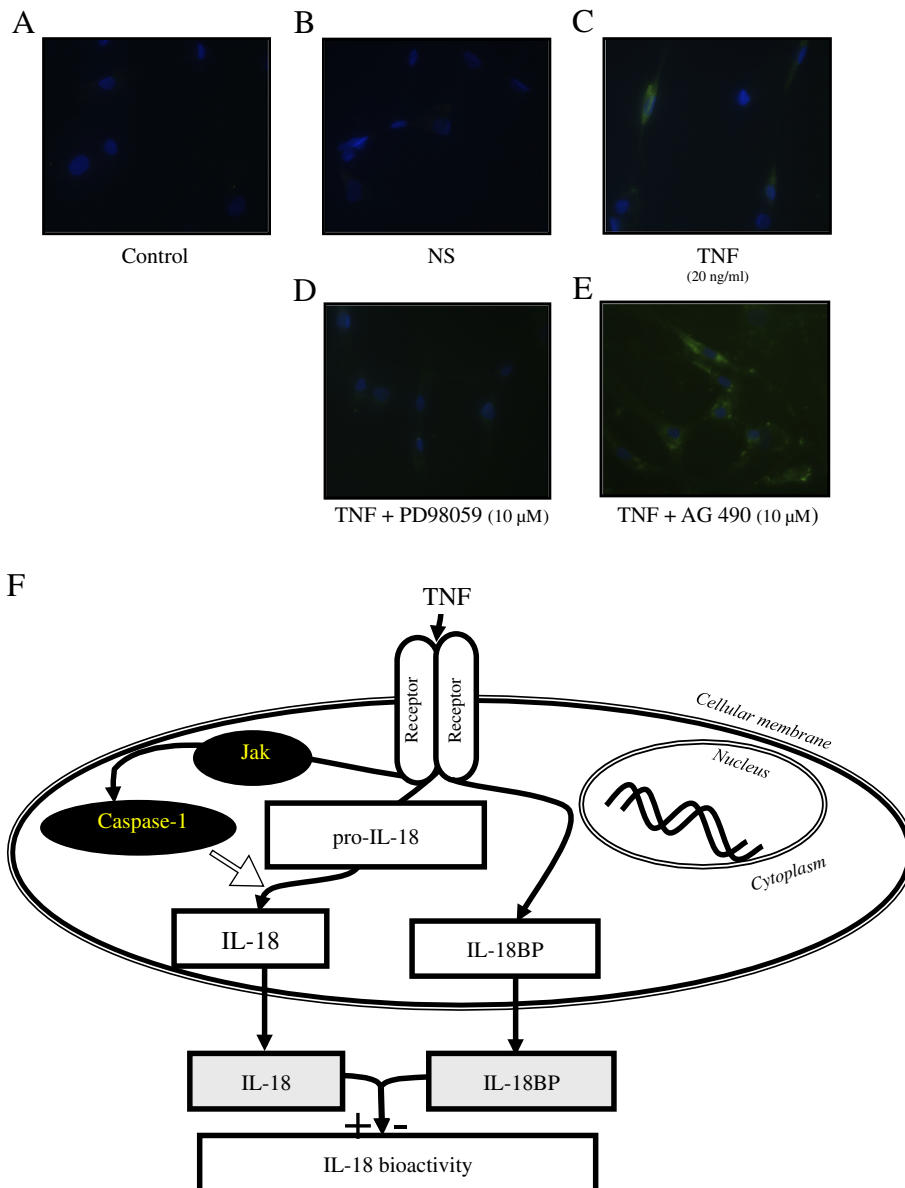 A
B
C
Control
NS
TNF
(20 ng/ml)
D
E
TNF + PD98059 (10 µM)
TNF + AG 490 (10 µM)
F
TNF
Receptor
Receptor
Cellular membrane
Nucleus
Cytoplasm
Jak
Caspase-1
pro-IL-18
IL-18
IL-18BP
IL-18
IL-18BP
+ -
IL-18 bioactivity